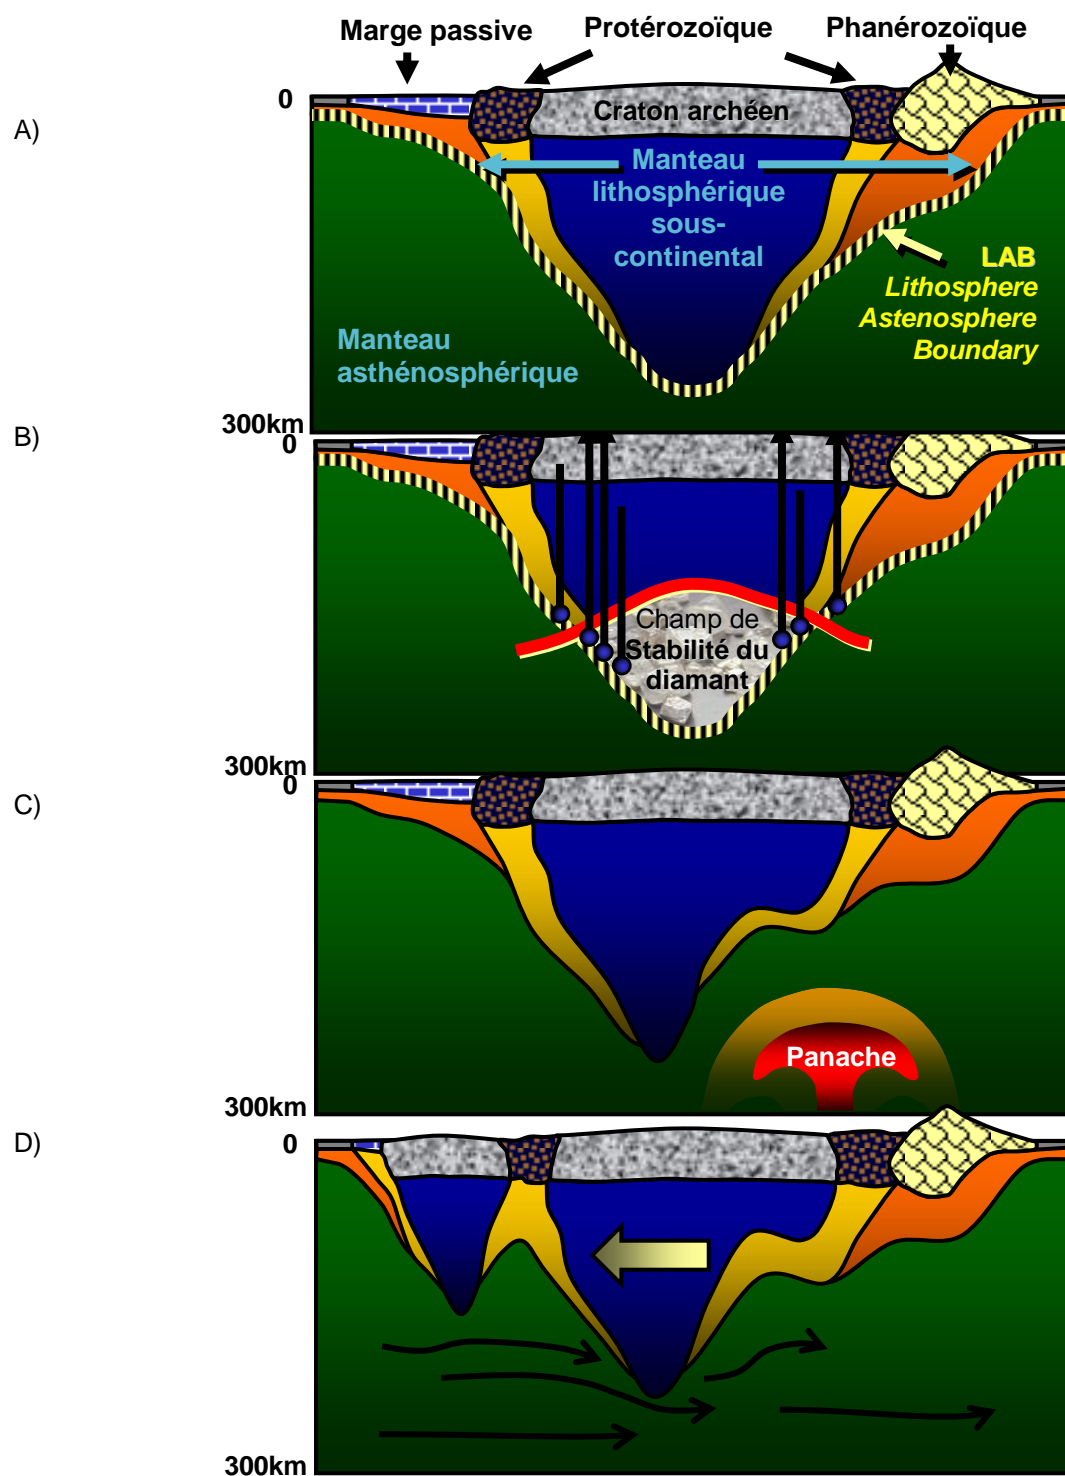 Marge passive
Protérozoïque
Phanérozoïque
0
A)
Craton archéen
Manteau
lithosphérique
sous-
continental
LAB
Lithosphere
Astenosphere
Boundary
Manteau
asthénosphérique
300km
B)
0
Champ de
Stabilité du
diamant
300km
0
C)
Panache
300km
D)
0
300km